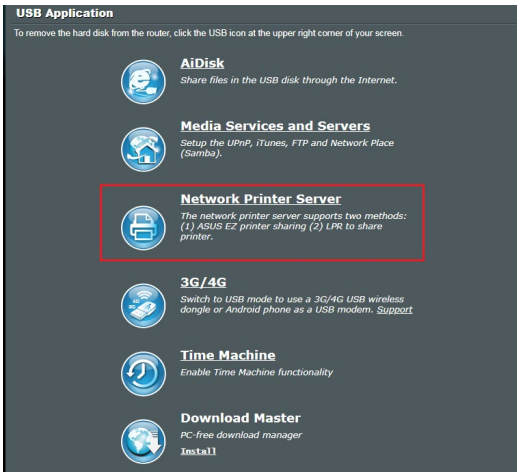 USB Application
To remove the hard disk from the router, click the USB icon at the upper right corner of your screen.
AiDisk
Share files in the USB disk through the Internet.
Media Services and Servers
Setup the UPnP, iTunes, FTP and Network Place
(Samba).
Network Printer Server
The network printer server supports two methods:
(1) ASUS EZ printer sharing (2) LPR to share
printer.
3G/4G
Switch to USB mode to use a 3G/4G USB wireless
dongle or Android phone as a USB modem. Support
Time Machine
Enable Time Machine functionality
Download Master
PC-free download manager
Install